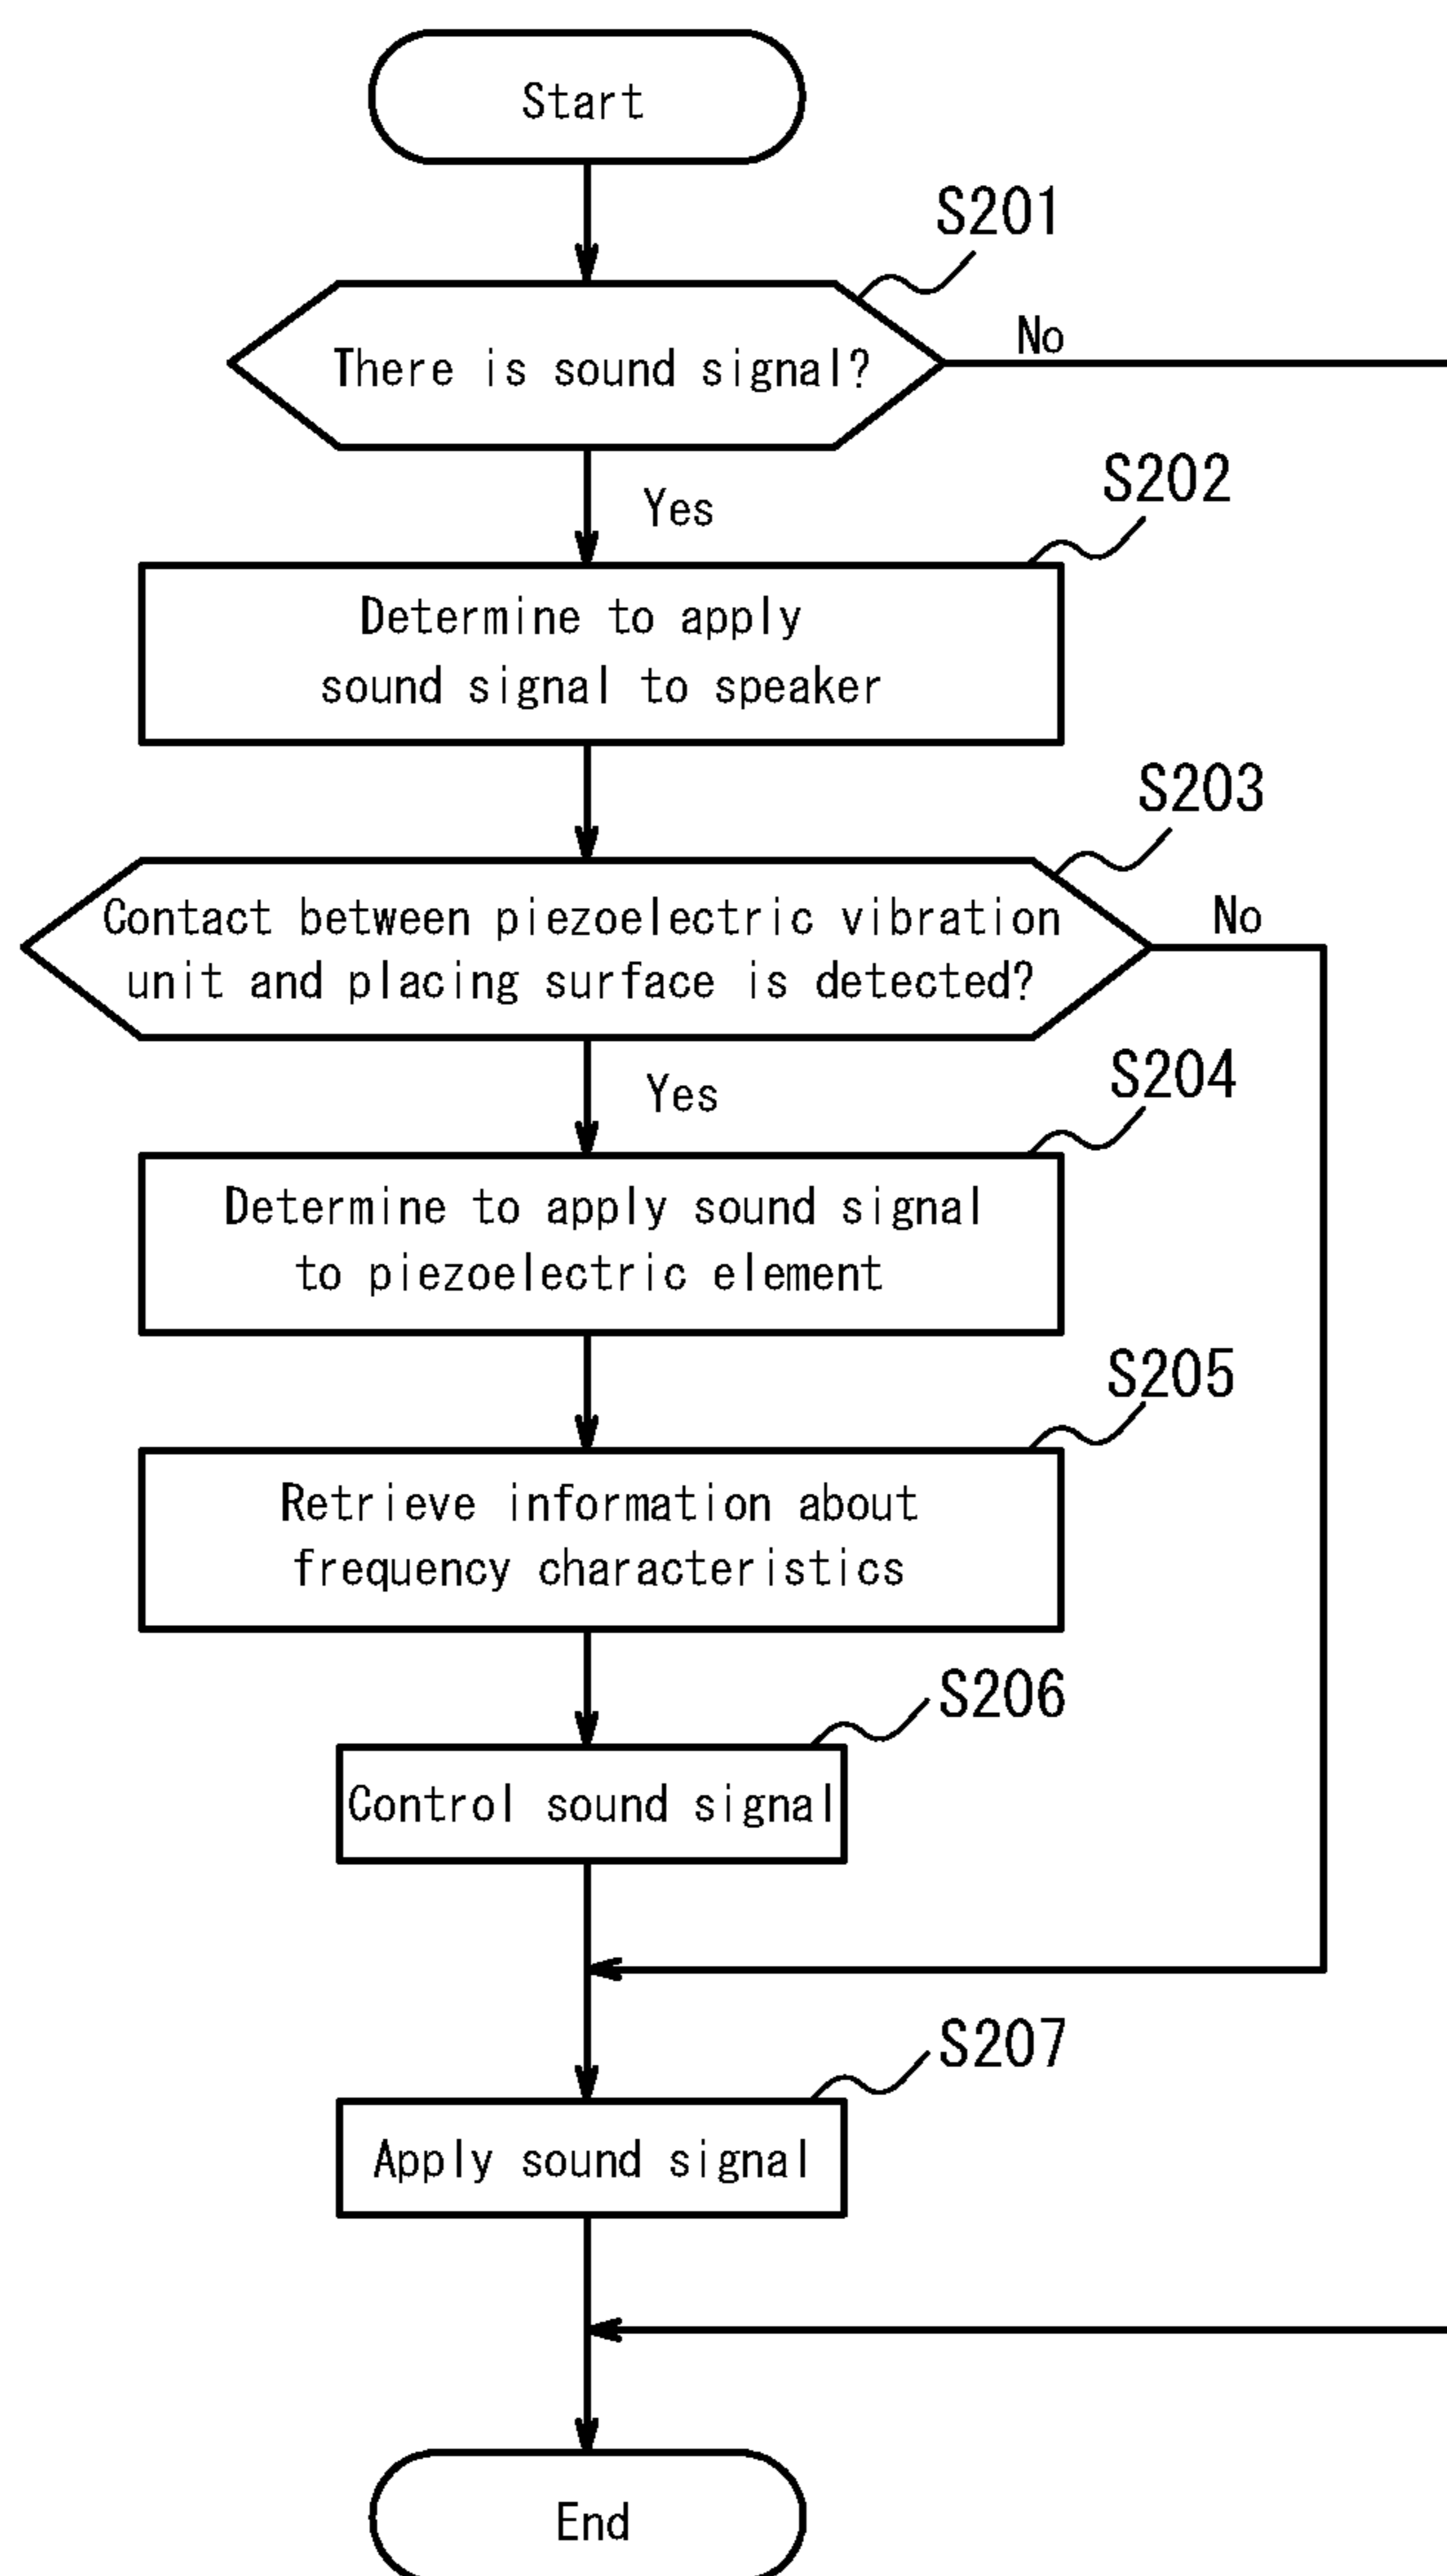 Start
S201
There is sound signal?
No
Yes
S202
Determine to apply
sound signal to speaker
S203
Contact between piezoelectric vibration
unit and placing surface is detected?
No
Yes
S204
Determine to apply sound signal
to piezoelectric element
S205
Retrieve information about
frequency characteristics
S206
Control sound signal
S207
Apply sound signal
End